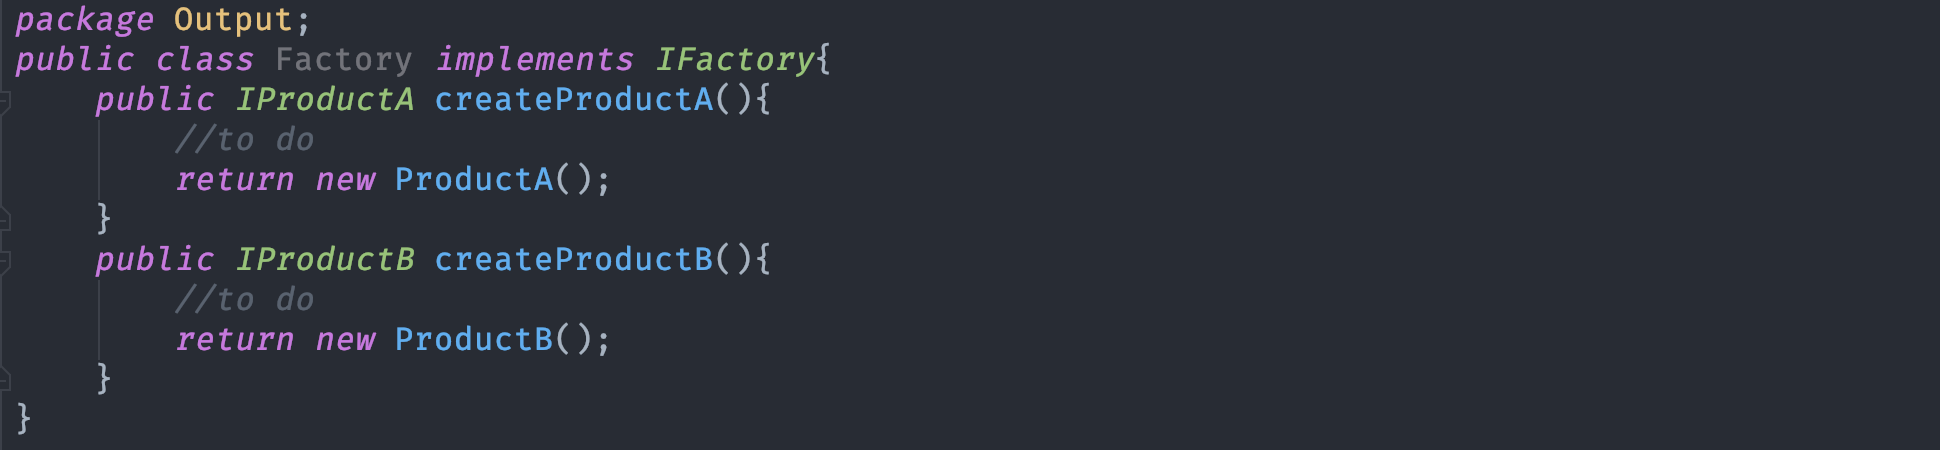 package Output;
public class Factory implements IFactory{
    public IProductA createProductA(){
        //to do
        return new ProductA();
    }
    public IProductB createProductB(){
        //to do
        return new ProductB();
    }
}